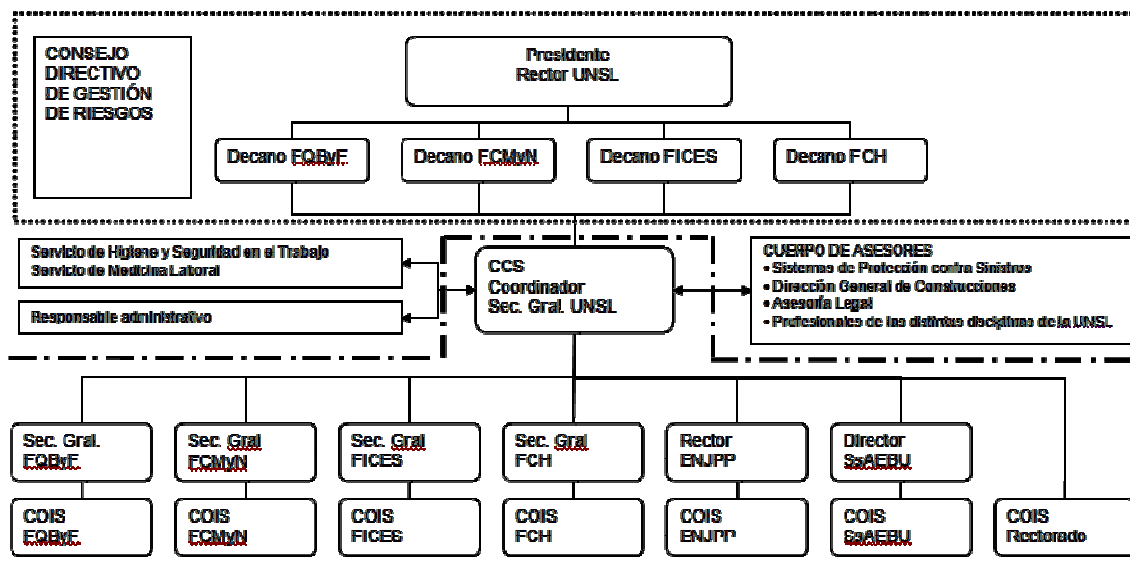 CONSEJO
DIRECTIVO
DE GESTIÓN
DE RIESGOS
Presidente
Rector UNSL
Decano FQByF
Decano FCMyN
Decano FICES
Decano FCH
Servicio de Higiene y Seguridad en el Trabajo
Servicio de Medicina Laboral
Responsable administrativo
CCS
Coordinador
Sec. Gral. UNSL
CUERPO DE ASESORES
• Sistemas de Protección contra Siniestros
• Dirección General de Construcciones
• Asesoría Legal
• Profesionales de las distintas disciplinas de la UNSL
Sec. Gral.
FQByF
Sec. Gral
FCMyN
Sec. Gral
FICES
Sec. Gral
FCH
Rector
ENJPP
Director
SsAEBU
COIS
FQByF
COIS
FCMyN
COIS
FICES
COIS
FCH
COIS
ENJPP
COIS
SsAEBU
COIS
Rectorado